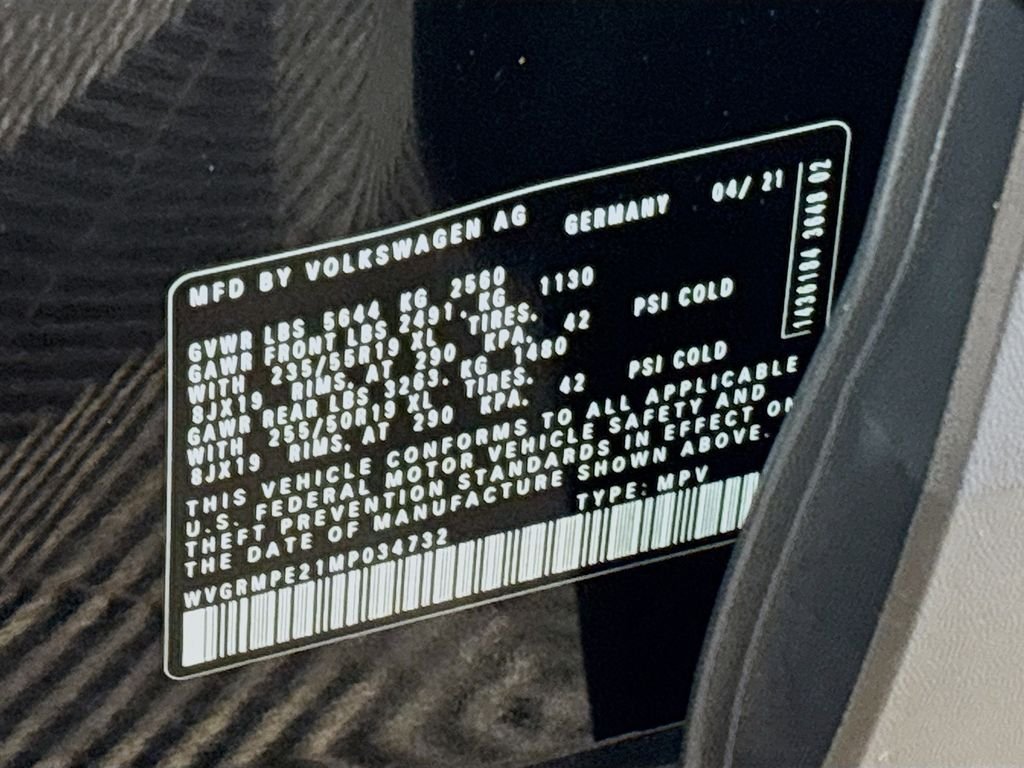 MFD BY VOLKSWAGEN AG GERMANY 04/ 21
GVWR LBS 5644 KG 2560
GAWR FRONT LBS 2491. KG 1130
WITH 235/55R19 XL TIRES.
8JX19 RIMS. AT 290 KPA. 42 PSI COLD
GAWR REAR LBS 3263. KG 1480
WITH 255/50R19 XL TIRES.
8JX19 RIMS. AT 290 KPA. 42 PSI COLD
THIS VEHICLE CONFORMS TO ALL APPLICABLE
U.S. FEDERAL MOTOR VEHICLE SAFETY AND
THEFT PREVENTION STANDARDS IN EFFECT ON
THE DATE OF MANUFACTURE SHOWN ABOVE.
WVGRMPE21MP034732 TYPE: MPV
1436184 3640 02